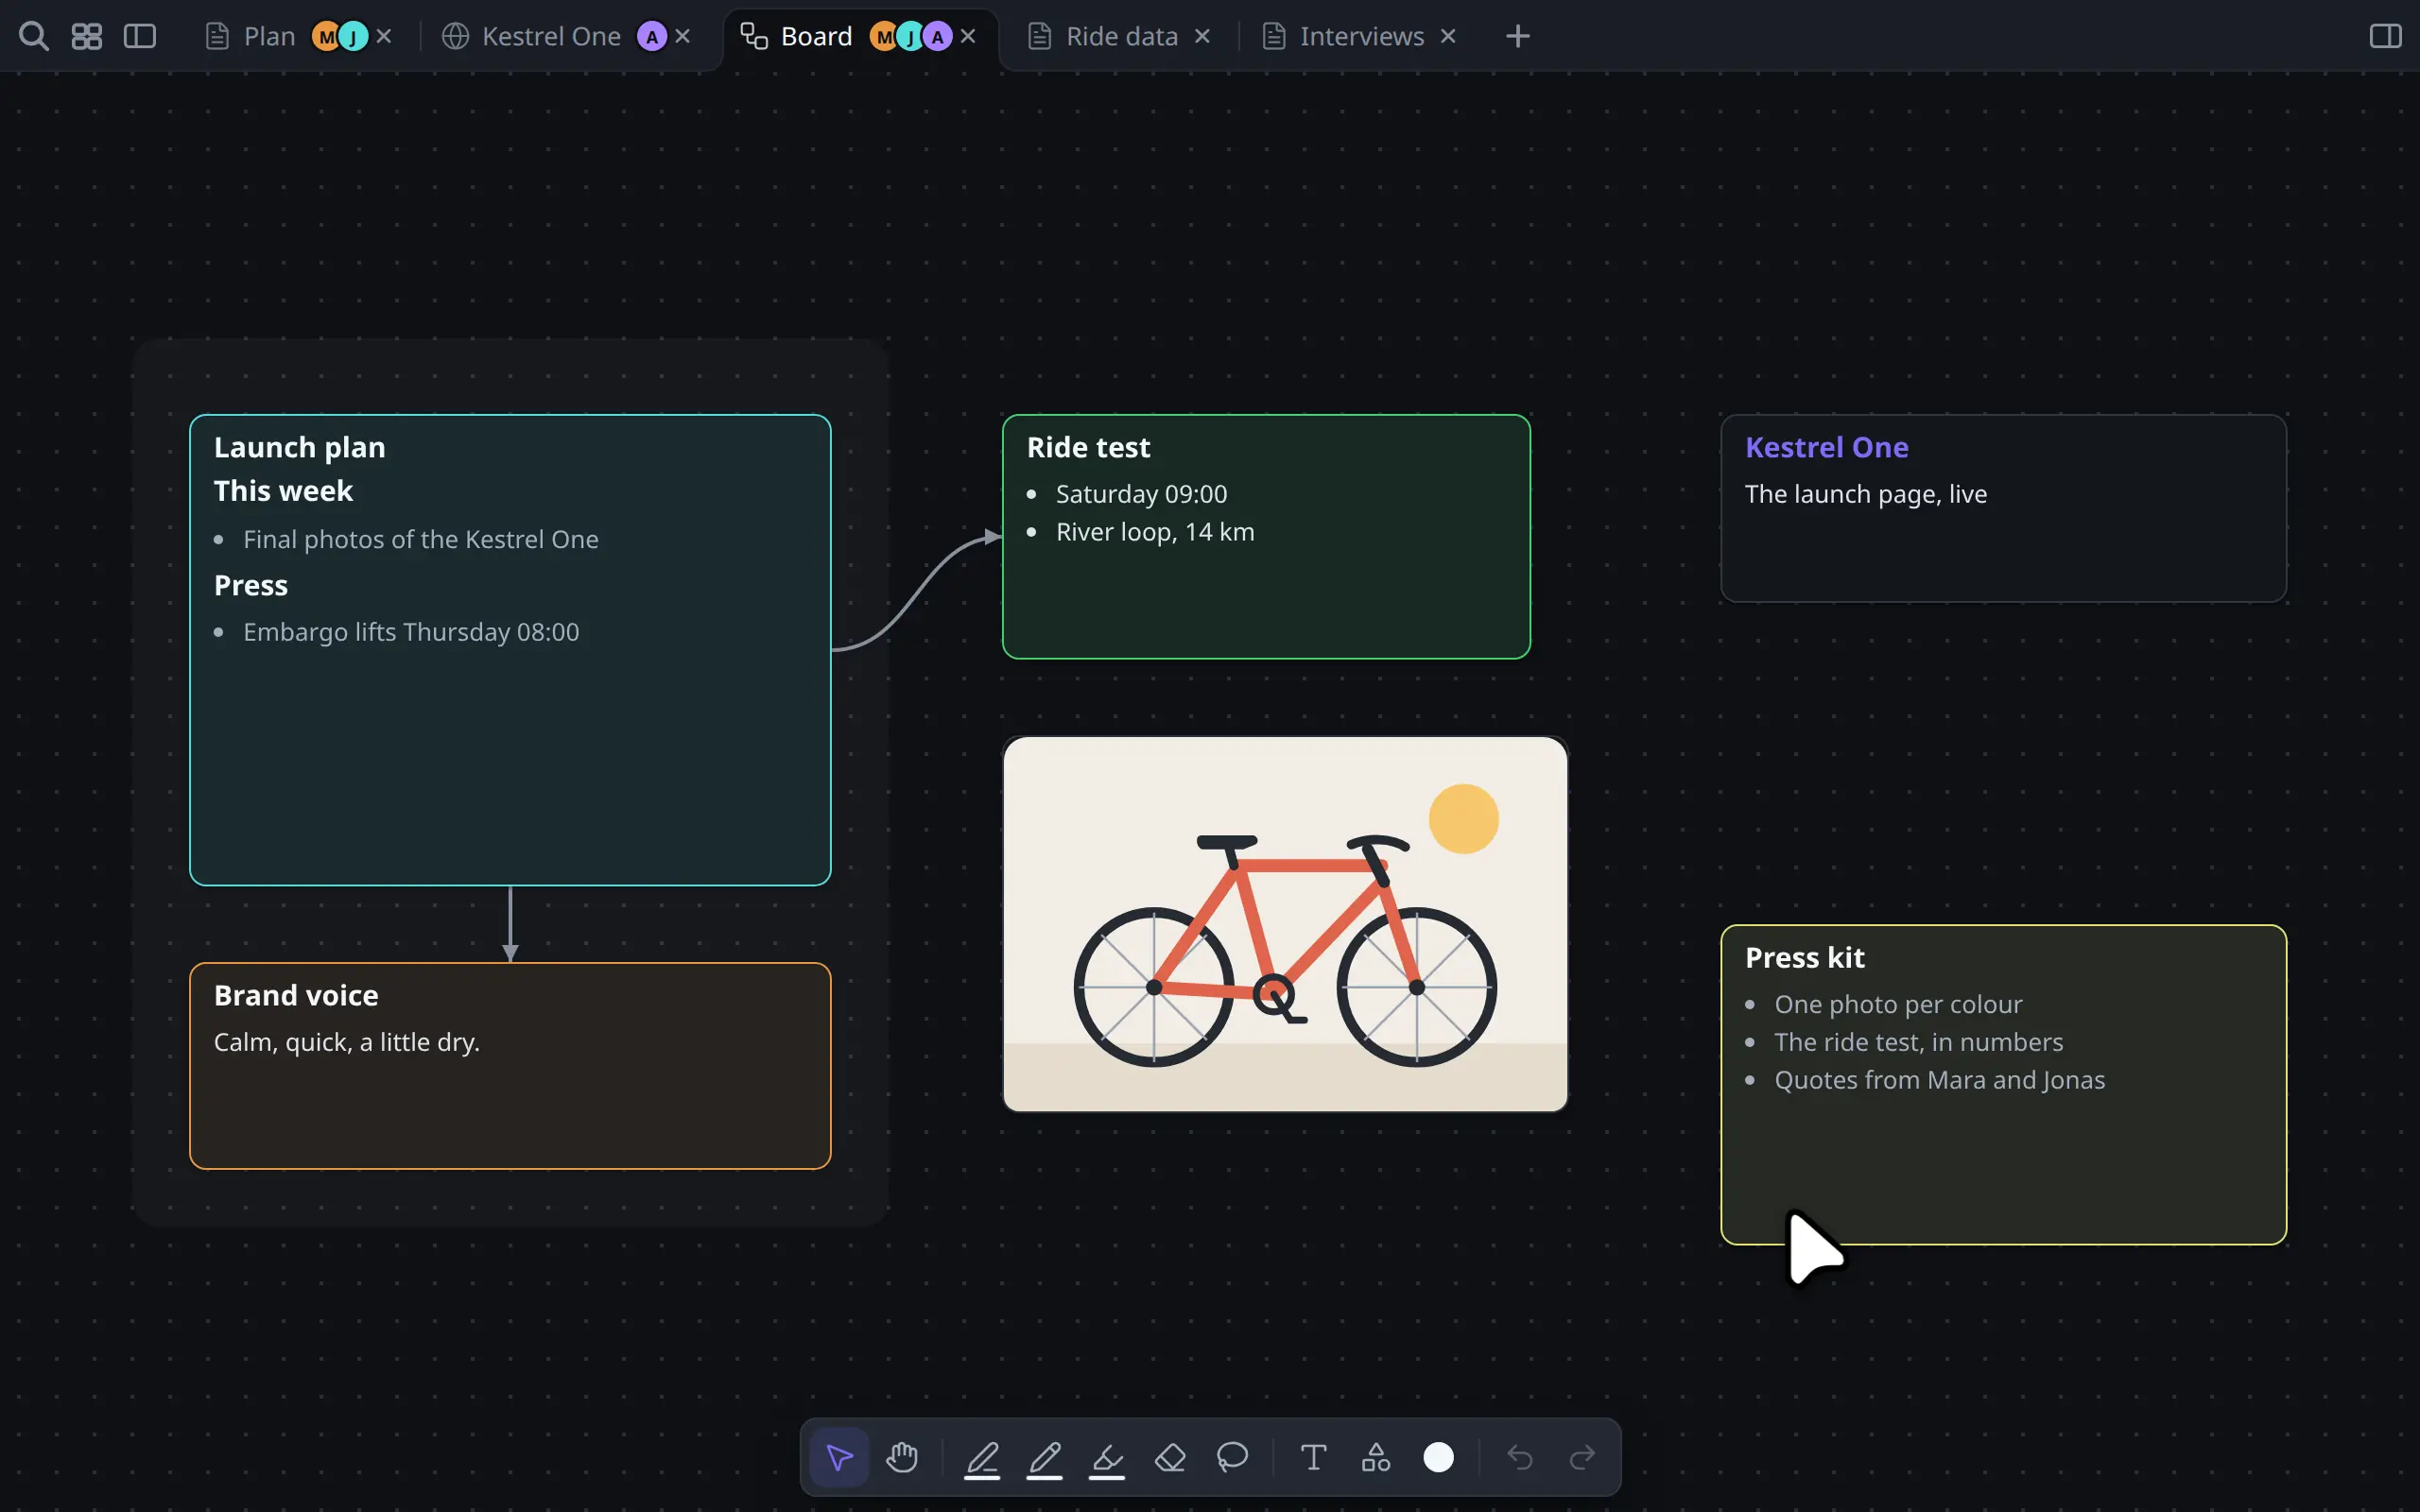 Plan M J
Kestrel One A
Board M J A
Ride data
Interviews
Launch plan
This week
Final photos of the Kestrel One
Press
Embargo lifts Thursday 08:00
Brand voice
Calm, quick, a little dry.
Ride test
Saturday 09:00
River loop, 14 km
Kestrel One
The launch page, live
Press kit
One photo per colour
The ride test, in numbers
Quotes from Mara and Jonas